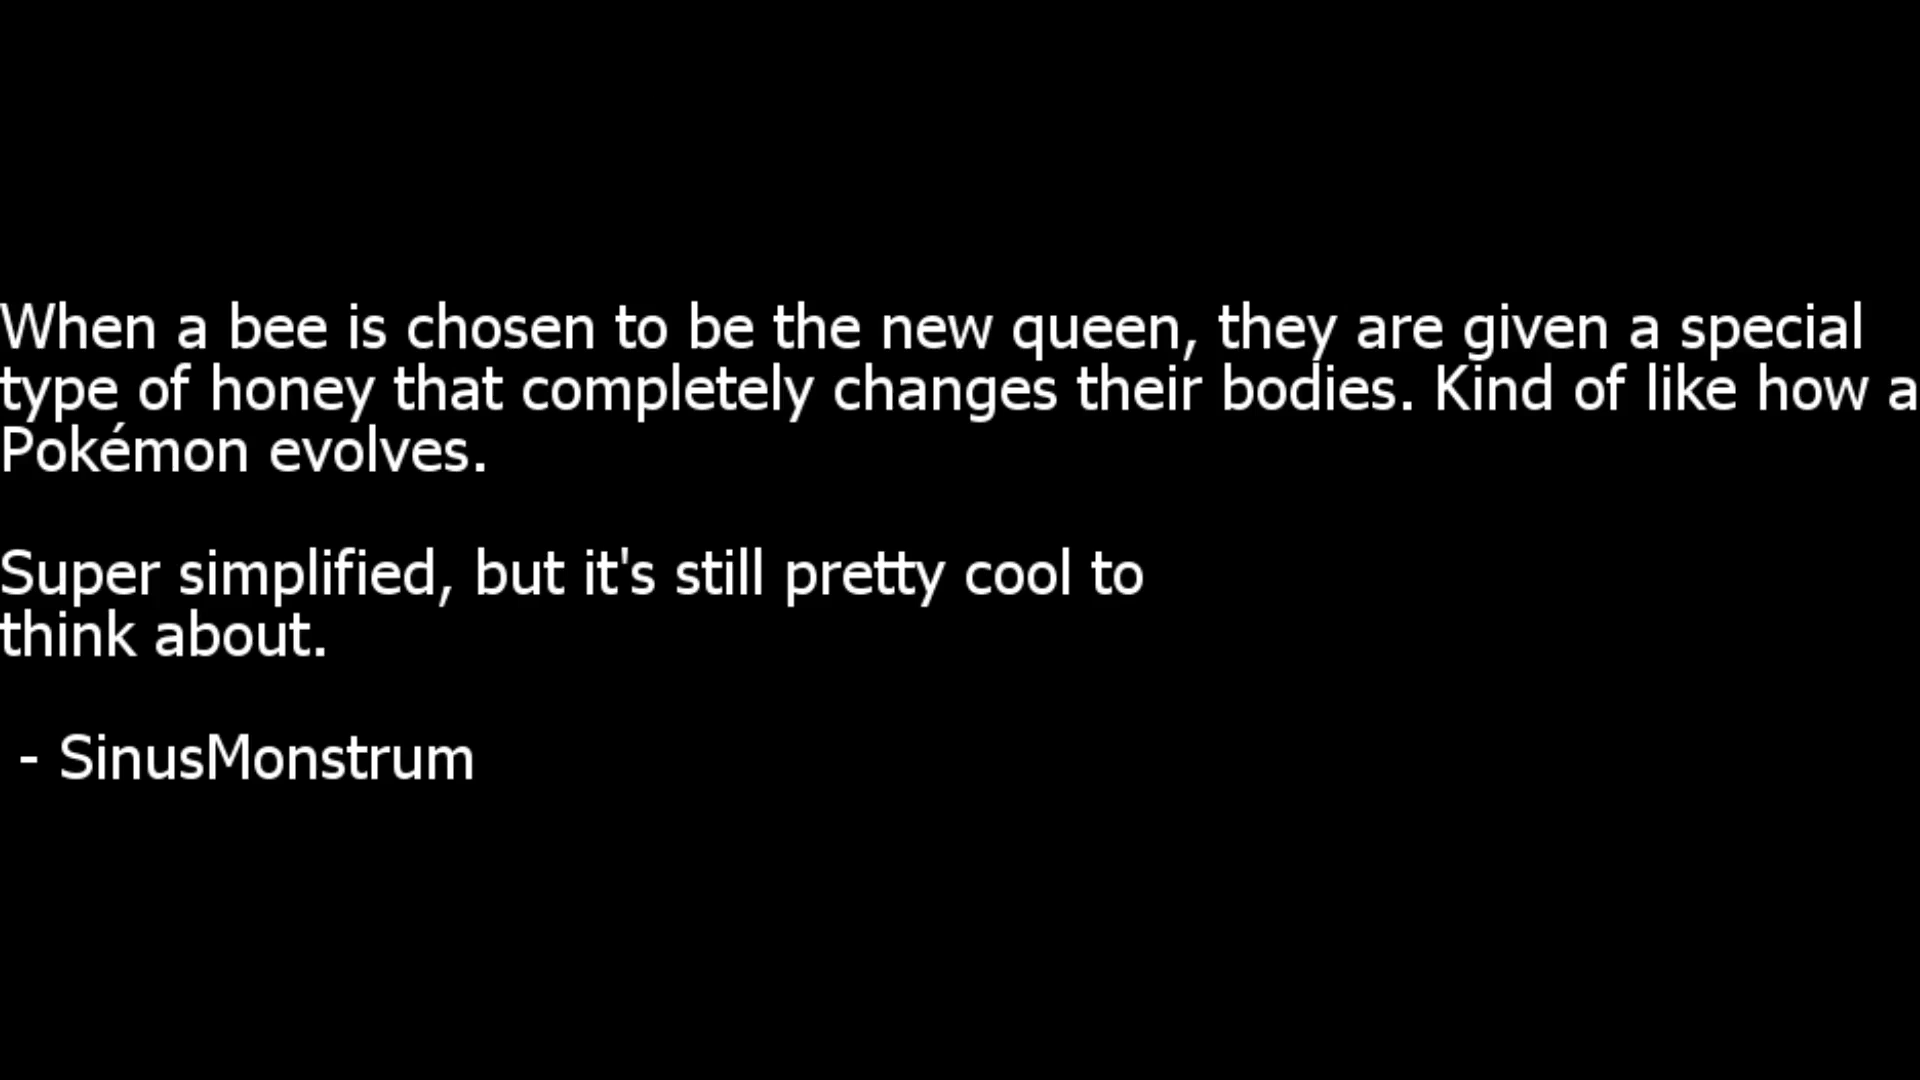 When a bee is chosen to be the new queen, they are given a special
type of honey that completely changes their bodies. Kind of like how a
Pokémon evolves.
Super simplified, but it's still pretty cool to
think about.
- SinusMonstrum